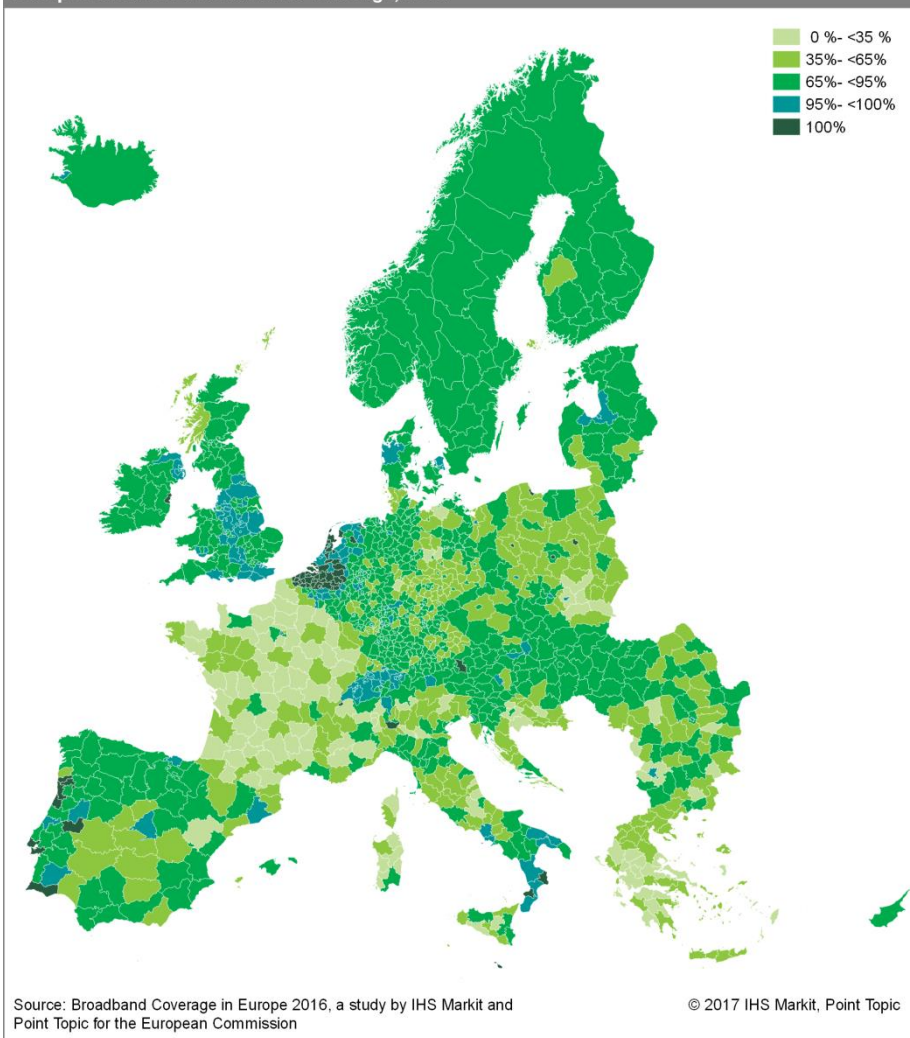 0 %- <35 %
35%- <65%
65%- <95%
95%- <100%
100%
Source: Broadband Coverage in Europe 2016, a study by IHS Markit and
Point Topic for the European Commission
© 2017 IHS Markit, Point Topic